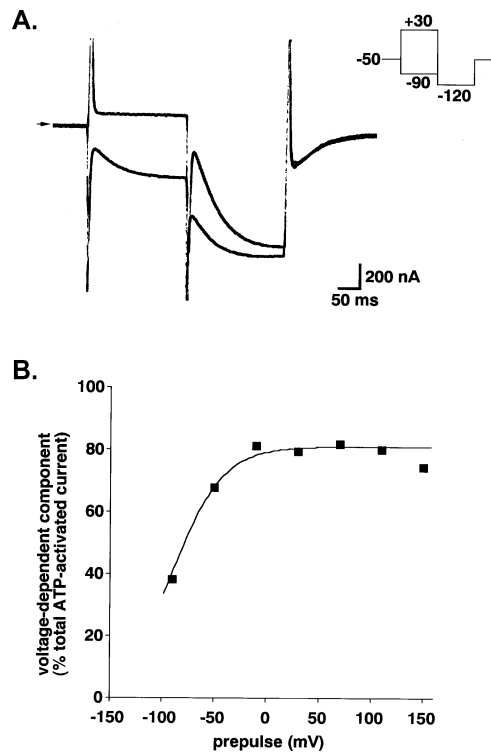 A.
+30
-50
-90
-120
200 nA
50 ms
B.
voltage-dependent component
(% total ATP-activated current)
100
80
60
40
20
0
-150 -100 -50 0 50 100 150
prepulse (mV)